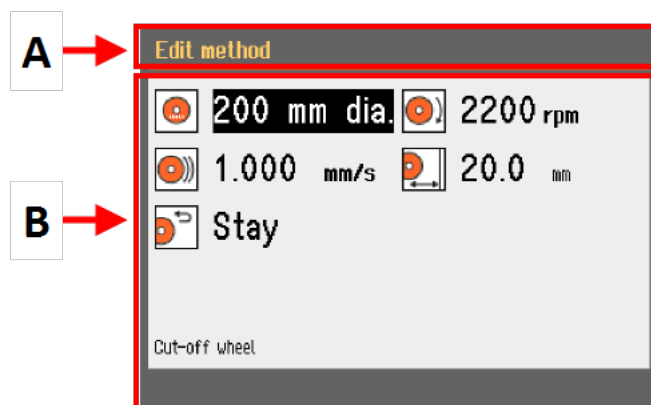 A
Edit method
200 mm dia. 2200 rpm
1.000 mm/s 20.0 mm
B
Stay
Cut-off wheel